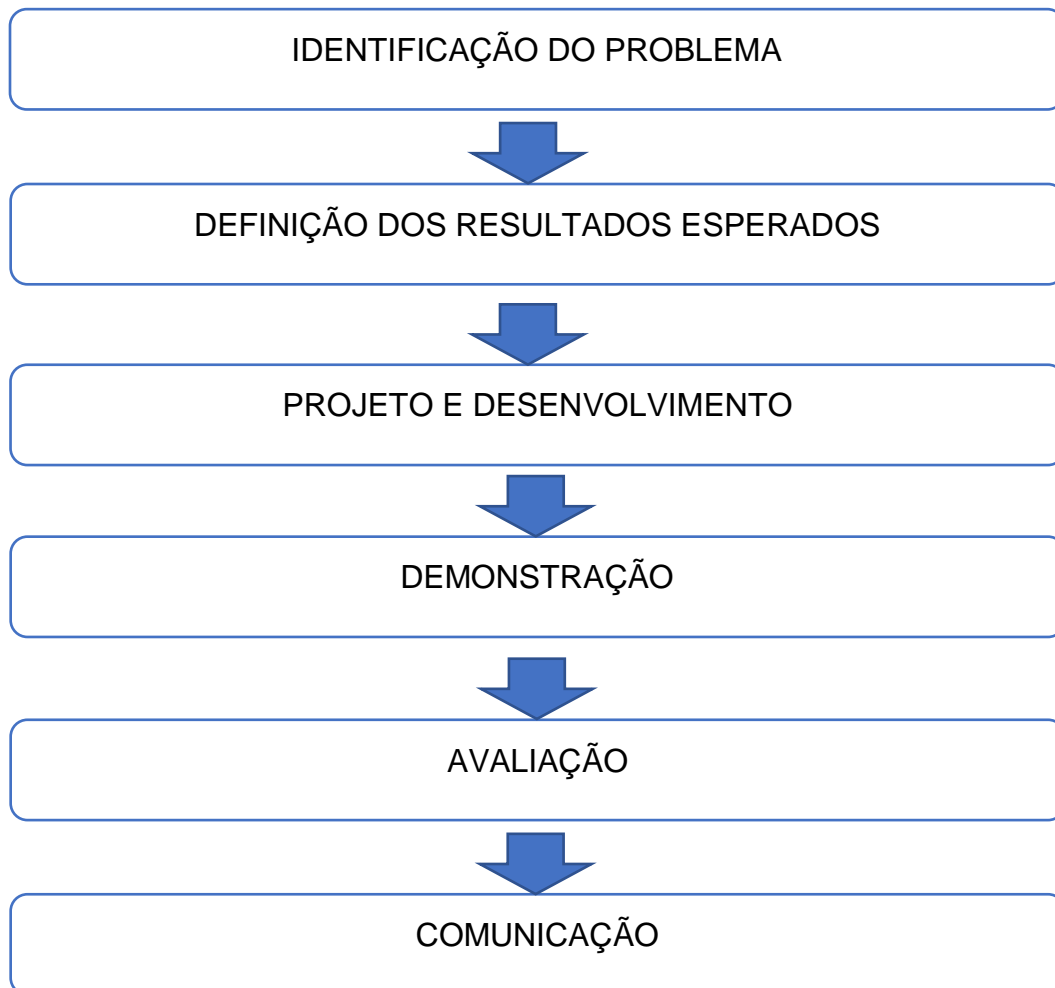 IDENTIFICAÇÃO DO PROBLEMA
DEFINIÇÃO DOS RESULTADOS ESPERADOS
PROJETO E DESENVOLVIMENTO
DEMONSTRAÇÃO
AVALIAÇÃO
COMUNICAÇÃO